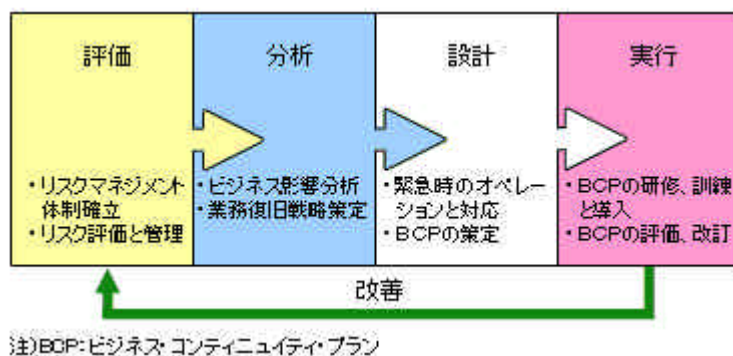 評価
・リスクマネジメント
体制確立
・リスク評価と管理
分析
・ビジネス影響分析
・業務復旧戦略策定
設計
・緊急時のオペレー
ションと対応
・BCPの策定
実行
・BCPの研修、訓練
と導入
・BCPの評価、改訂
改善
注)BCP:ビジネス・コンティニュイティ・プラン